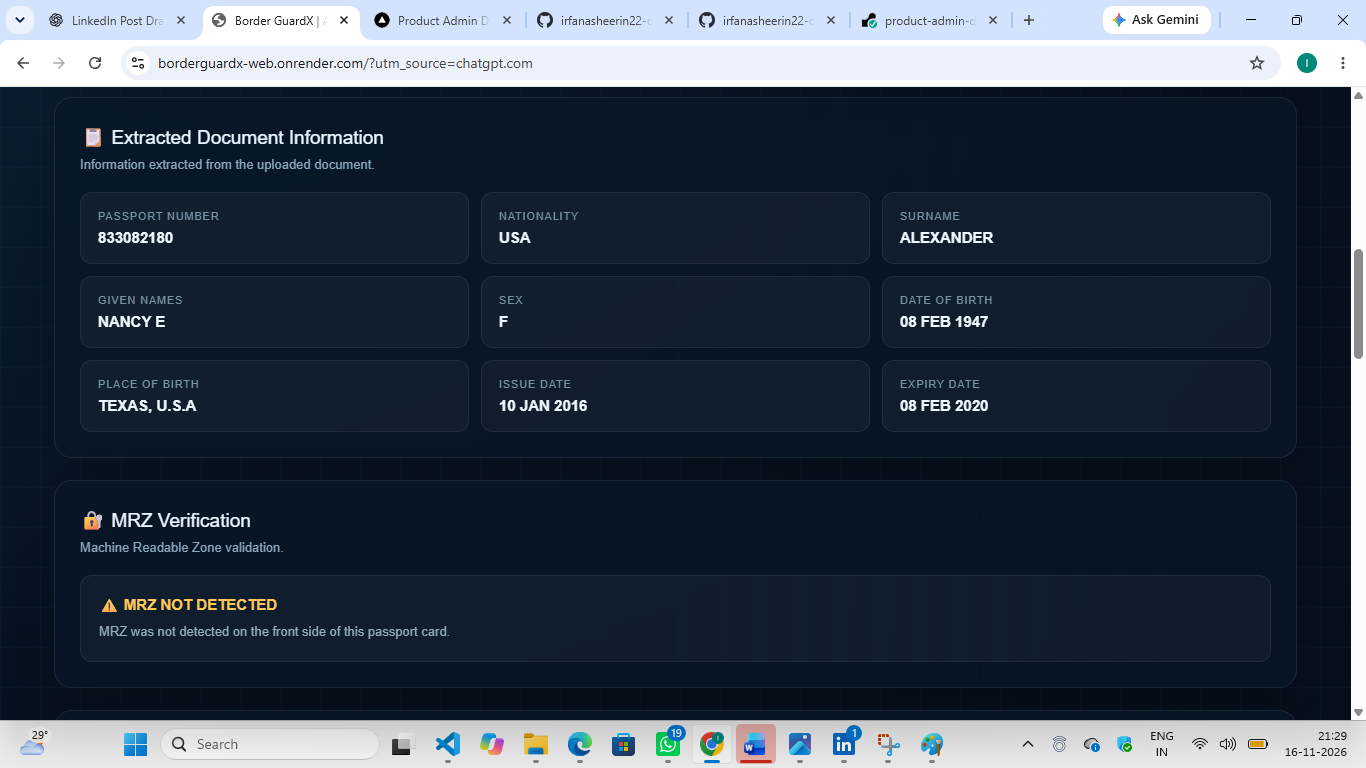 LinkedIn Post Dra
Border GuardX | A
Product Admin D
irfanasheerin22-c
irfanasheerin22-c
product-admin-d
Ask Gemini
borderguardx-web.onrender.com/?utm_source=chatgpt.com
I
Extracted Document Information
Information extracted from the uploaded document.
PASSPORT NUMBER
833082180
NATIONALITY
USA
SURNAME
ALEXANDER
GIVEN NAMES
NANCY E
SEX
F
DATE OF BIRTH
08 FEB 1947
PLACE OF BIRTH
TEXAS, U.S.A
ISSUE DATE
10 JAN 2016
EXPIRY DATE
08 FEB 2020
MRZ Verification
Machine Readable Zone validation.
MRZ NOT DETECTED
MRZ was not detected on the front side of this passport card.
29°
Search
19
1
ENG
IN
21:29
16-11-2026